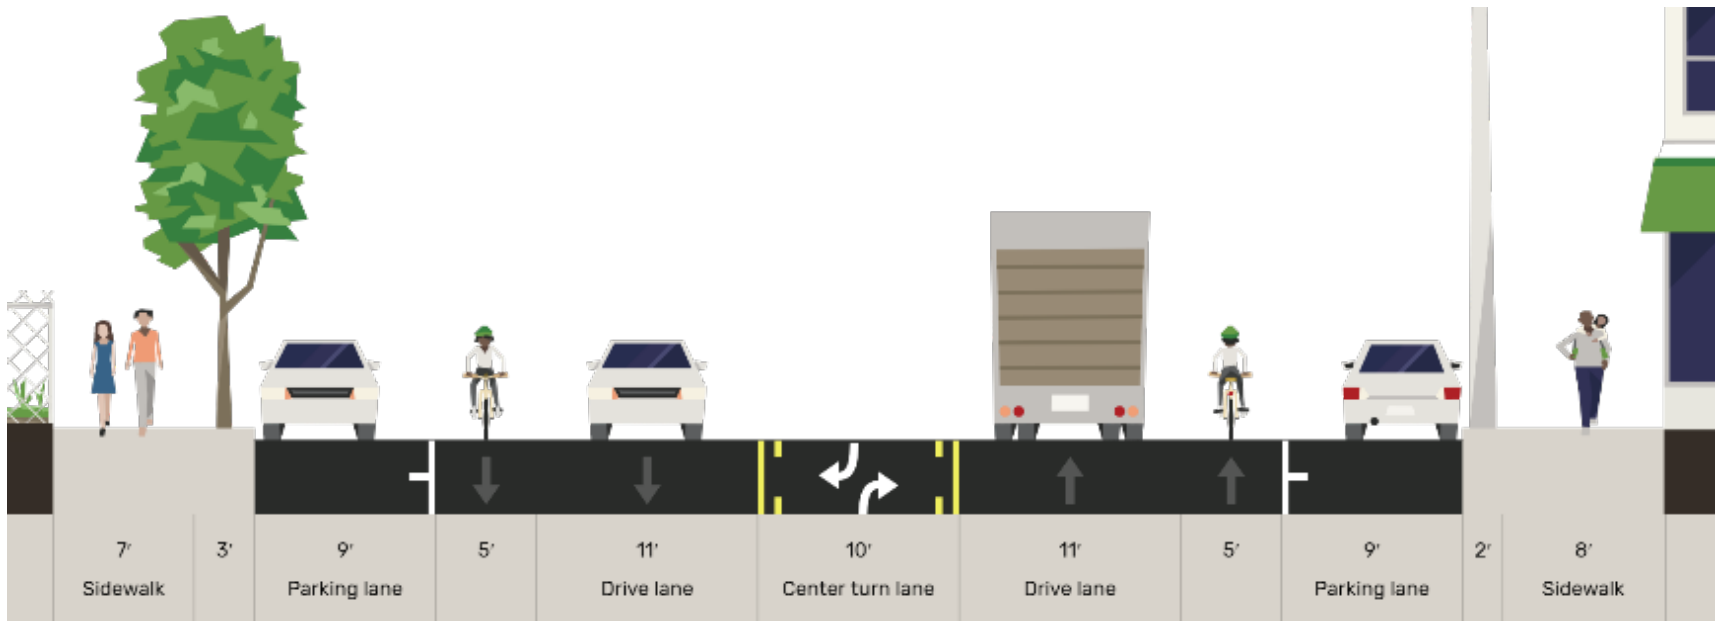 7′ 3′ 9′ 5′ 11′ 10′ 11′ 5′ 9′ 2′ 8′
Sidewalk Parking lane Drive lane Center turn lane Drive lane Parking lane Sidewalk